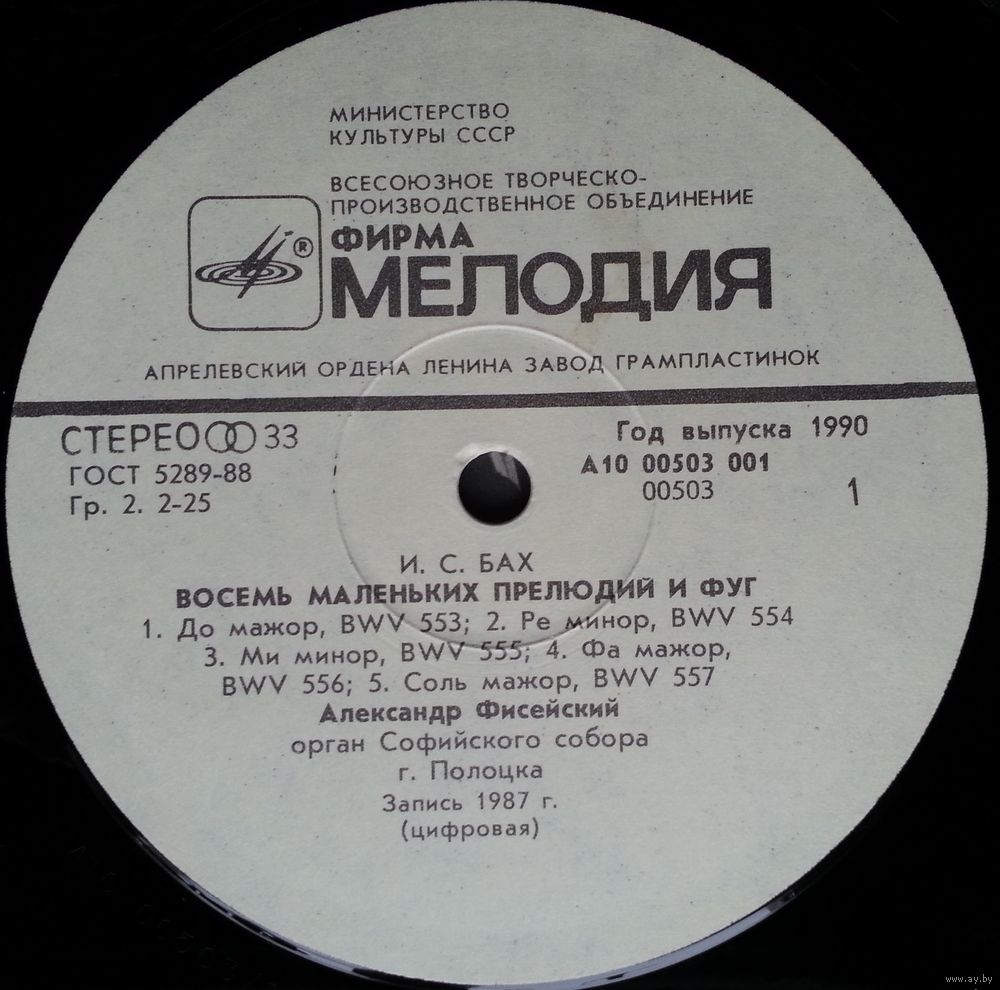 МИНИСТЕРСТВО
КУЛЬТУРЫ СССР
ВСЕСОЮЗНОЕ ТВОРЧЕСКО-
ПРОИЗВОДСТВЕННОЕ ОБЪЕДИНЕНИЕ
ФИРМА
®
МЕЛОДИЯ
АПРЕЛЕВСКИЙ ОРДЕНА ЛЕНИНА ЗАВОД ГРАМПЛАСТИНОК
СТЕРЕО 33
ГОСТ 5289-88
Гр. 2. 2-25
Год выпуска 1990
А10 00503 001
00503
1
И. С. БАХ
ВОСЕМЬ МАЛЕНЬКИХ ПРЕЛЮДИЙ И ФУГ
1. До мажор, BWV 553; 2. Ре минор, BWV 554
3. Ми минор, BWV 555; 4. Фа мажор,
BWV 556; 5. Соль мажор, BWV 557
Александр Фисейский
орган Софийского собора
г. Полоцка
Запись 1987 г.
(цифровая)
www.ay.by